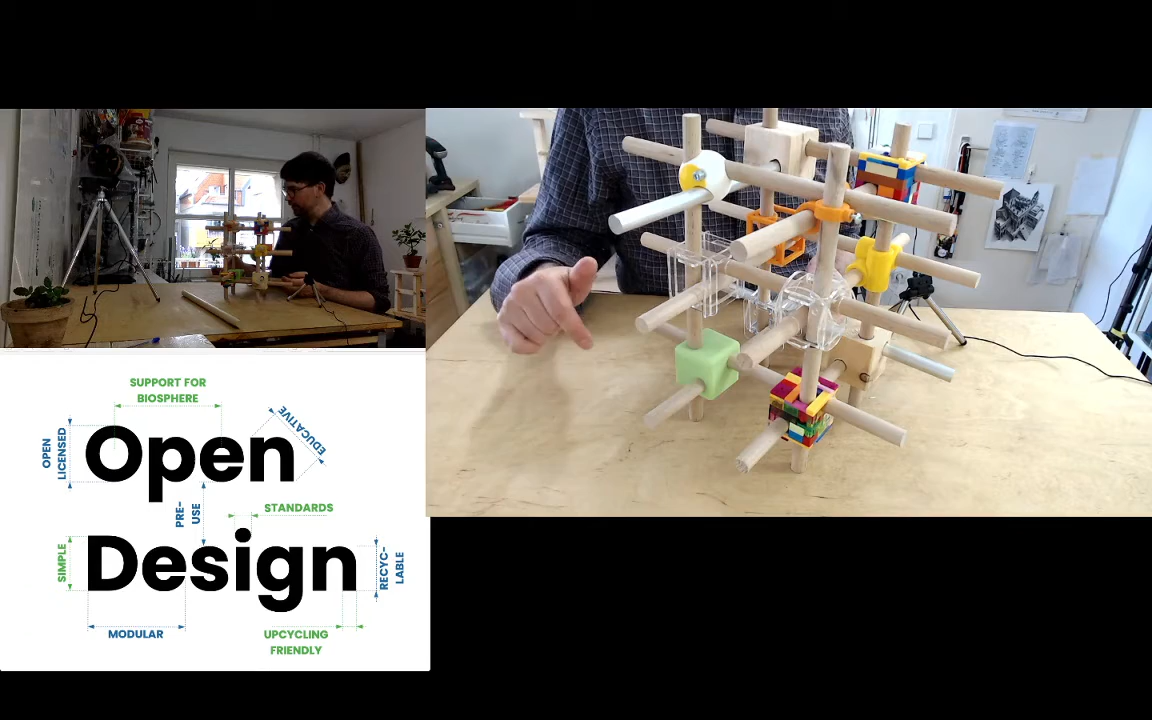 SUPPORT FOR
BIOSPHERE
OPEN
LICENSED
Open
EDUCATIVE
PRE-
USE
STANDARDS
SIMPLE
Design
RECYC-
LABLE
MODULAR
UPCYCLING
FRIENDLY